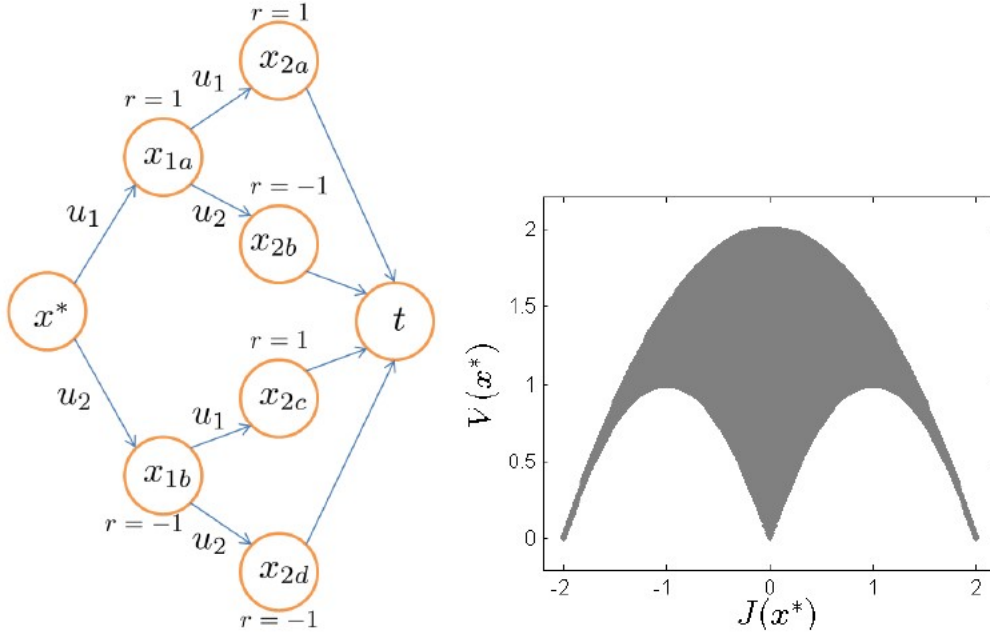 r = 1
x_{2a}
u_1
r = 1
x_{1a}
r = -1
u_1
u_2
x_{2b}
x*
t
r = 1
u_2
u_1
x_{2c}
x_{1b}
r = -1
u_2
x_{2d}
r = -1
2
1.5
1
0.5
0
V(x*)
-2
-1
0
1
2
J(x*)